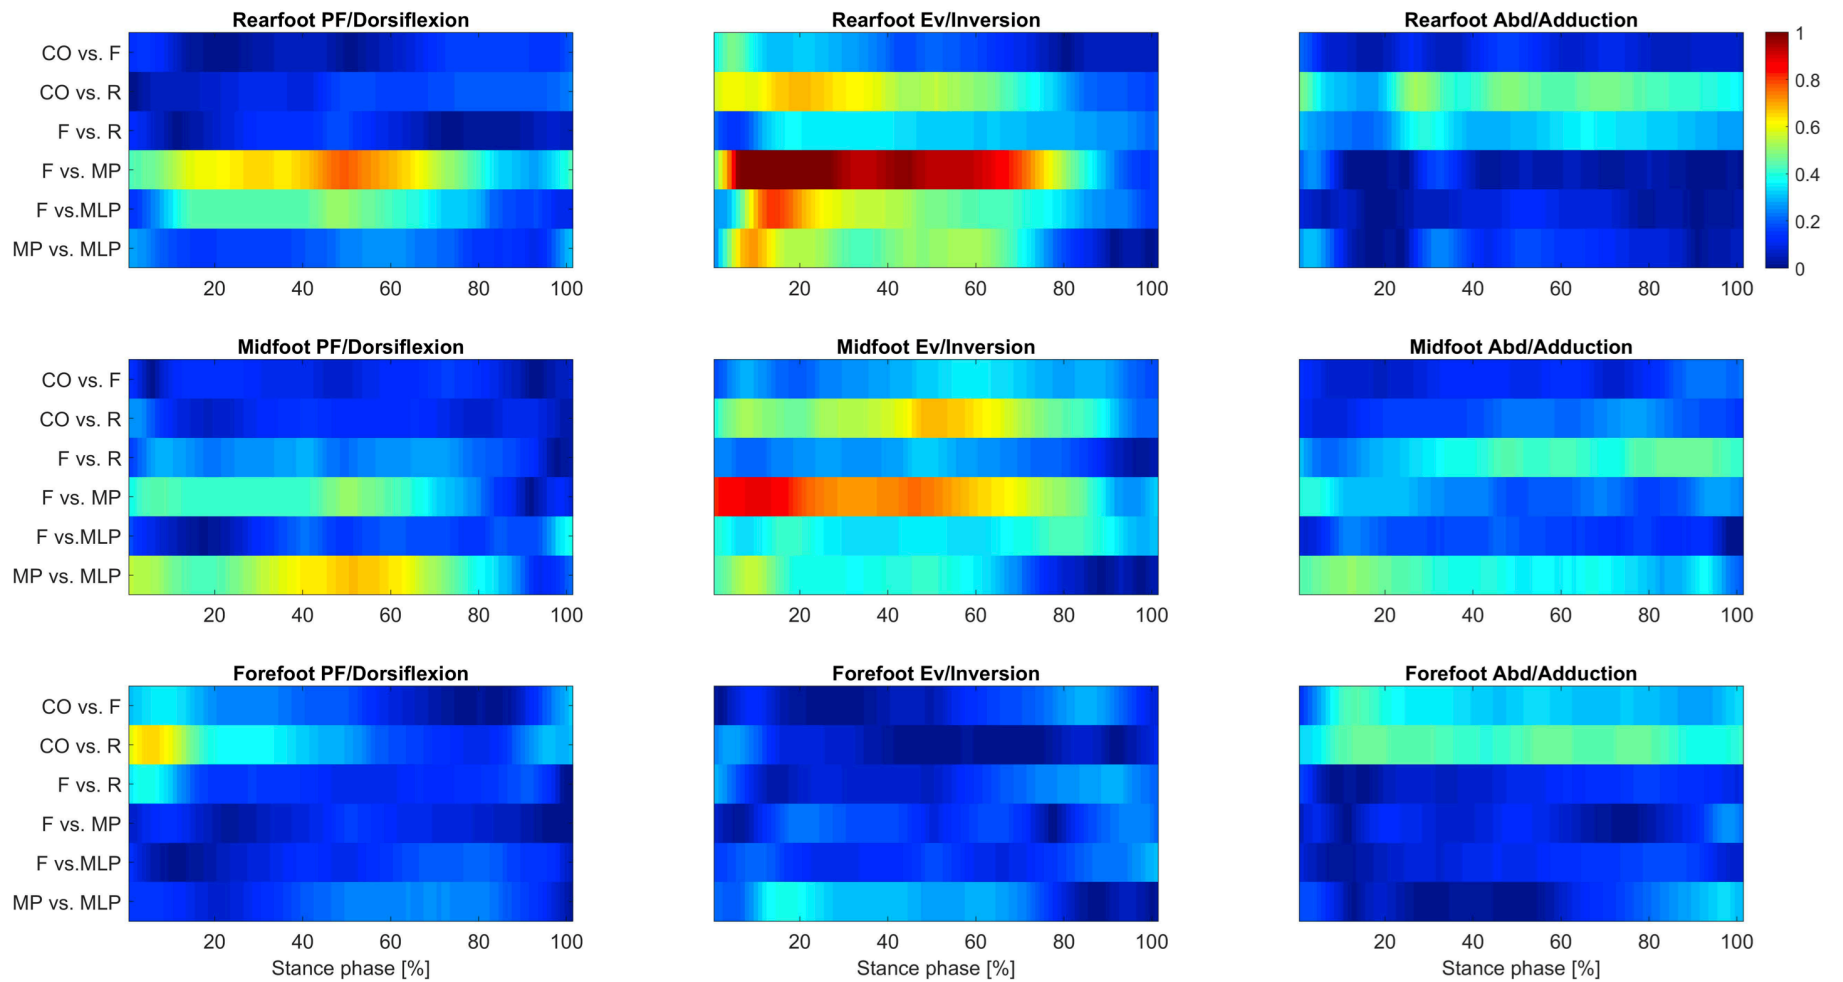 Rearfoot PF/Dorsiflexion
Rearfoot Ev/Inversion
Rearfoot Abd/Adduction
CO vs. F
CO vs. R
F vs. R
F vs. MP
F vs.MLP
MP vs. MLP
20 40 60 80 100
20 40 60 80 100
20 40 60 80 100
1
0.8
0.6
0.4
0.2
0
Midfoot PF/Dorsiflexion
Midfoot Ev/Inversion
Midfoot Abd/Adduction
CO vs. F
CO vs. R
F vs. R
F vs. MP
F vs.MLP
MP vs. MLP
20 40 60 80 100
20 40 60 80 100
20 40 60 80 100
Forefoot PF/Dorsiflexion
Forefoot Ev/Inversion
Forefoot Abd/Adduction
CO vs. F
CO vs. R
F vs. R
F vs. MP
F vs.MLP
MP vs. MLP
20 40 60 80 100
20 40 60 80 100
20 40 60 80 100
Stance phase [%]
Stance phase [%]
Stance phase [%]